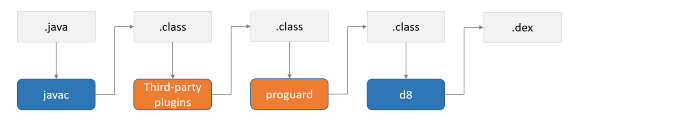 .java
.class
.class
.class
.dex
javac
Third-party
plugins
proguard
d8